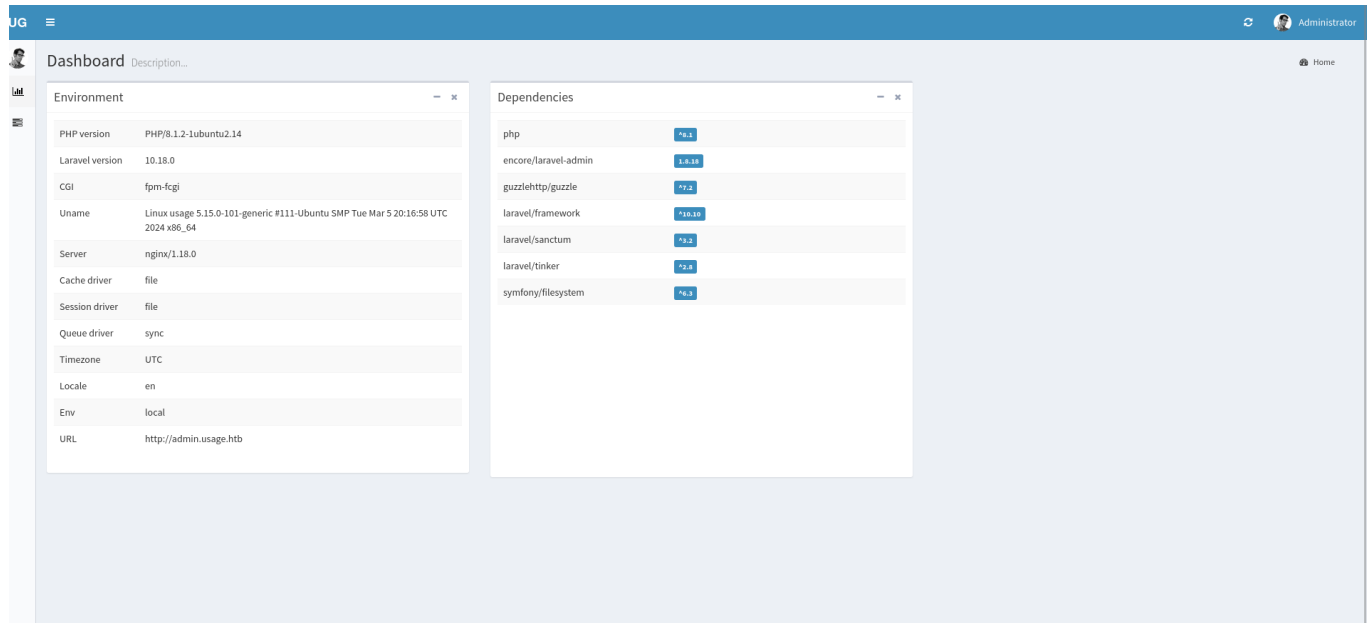 UG
Administrator
Dashboard Description...
Home
Environment
PHP version PHP/8.1.2-1ubuntu2.14
Laravel version 10.18.0
CGI fpm-fcgi
Uname Linux usage 5.15.0-101-generic #111-Ubuntu SMP Tue Mar 5 20:16:58 UTC
2024 x86_64
Server nginx/1.18.0
Cache driver file
Session driver file
Queue driver sync
Timezone UTC
Locale en
Env local
URL http://admin.usage.htb
Dependencies
php ^8.1
encore/laravel-admin 1.8.18
guzzlehttp/guzzle ^7.2
laravel/framework ^10.10
laravel/sanctum ^3.2
laravel/tinker ^2.8
symfony/filesystem ^6.3